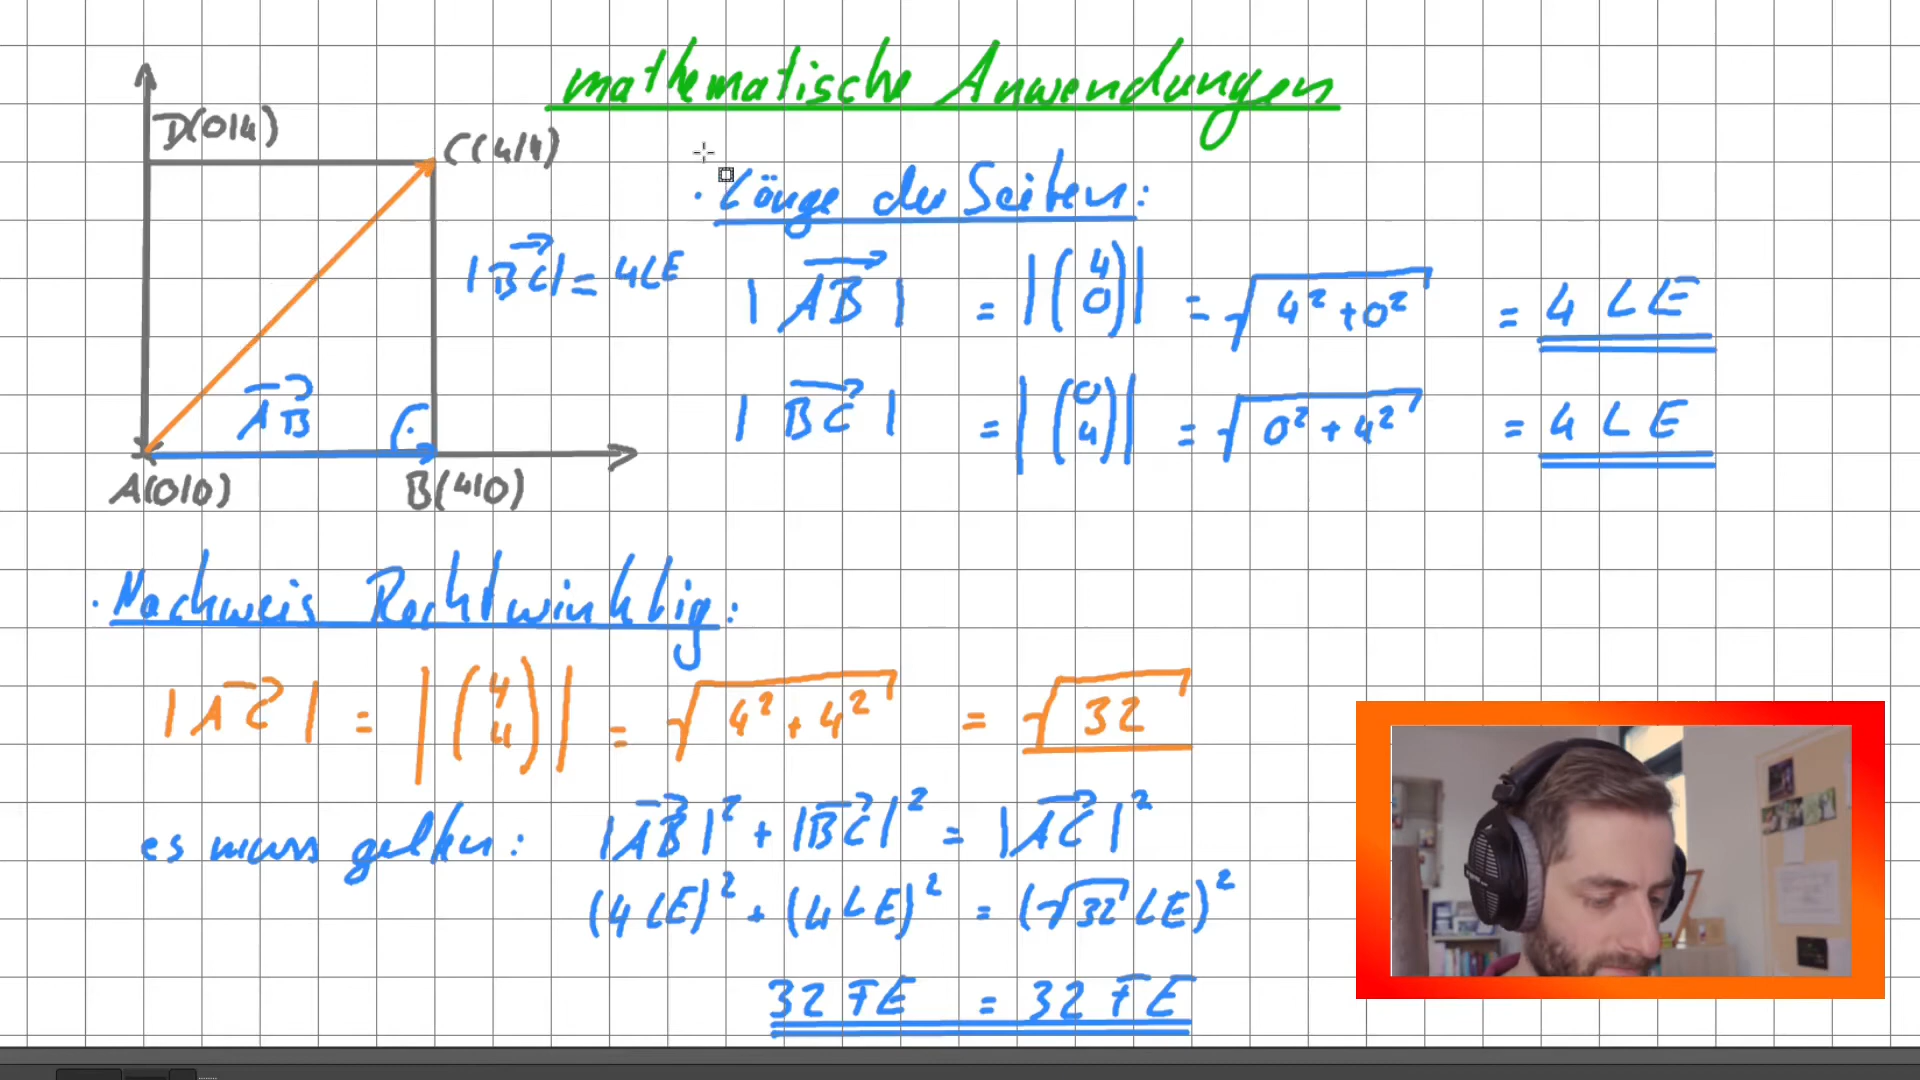 mathematische Anwendungen
D(0|4)
C(4|4)
|BC| = 4LE
AB
A(0|0)
B(4|0)
· Länge der Seiten:
|AB| = |(4 0)| = √4² + 0² = 4 LE
|BC| = |(0 4)| = √0² + 4² = 4 LE
· Nachweis Rechtwinklig:
|AC| = |(4 4)| = √4² + 4² = √32
es muss gelten: |AB|² + |BC|² = |AC|²
(4 LE)² + (4 LE)² = (√32 LE)²
32 FE = 32 FE